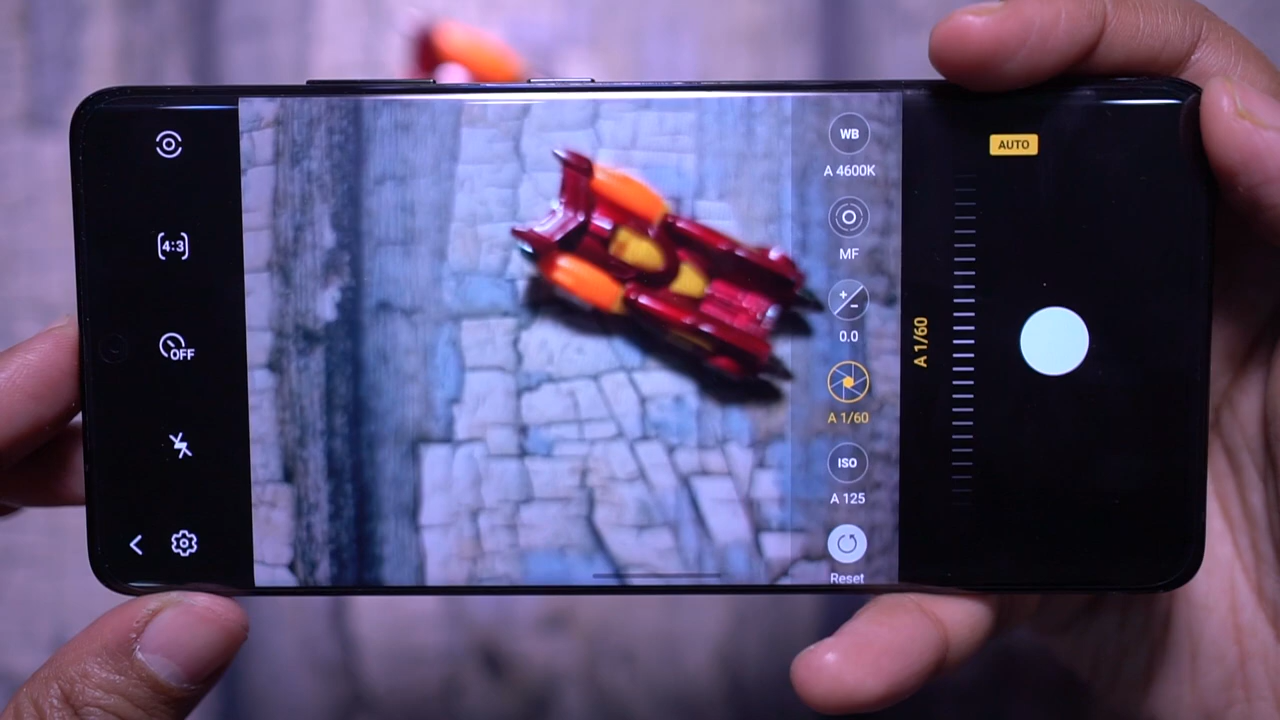 4:3
OFF
WB
A 4600K
MF
0.0
A 1/60
ISO
A 125
Reset
A 1/60
AUTO